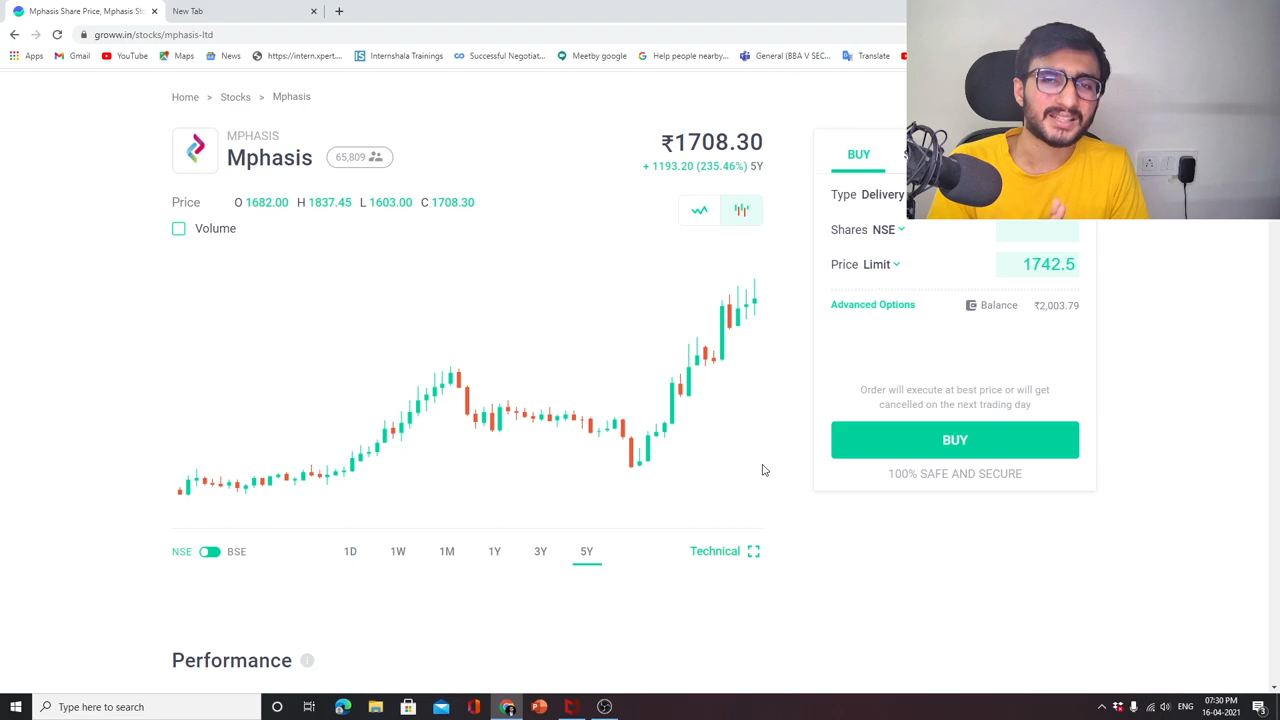 Mphasis Share Price, Mphasis St
New Tab
groww.in/stocks/mphasis-ltd
Apps
Gmail
YouTube
Maps
News
https://intern.xpert....
Internshala Trainings
Successful Negotiat...
Meetby google
Help people nearby...
General (BBA V SEC...
Translate
Home > Stocks > Mphasis
MPHASIS
Mphasis
65,809
₹1708.30
+ 1193.20 (235.46%) 5Y
Price O 1682.00 H 1837.45 L 1603.00 C 1708.30
Volume
BUY
Type Delivery
Shares NSE
Price Limit 1742.5
Advanced Options Balance ₹2,003.79
Order will execute at best price or will get
cancelled on the next trading day
BUY
100% SAFE AND SECURE
NSE BSE 1D 1W 1M 1Y 3Y 5Y Technical
Performance
Type here to search
ENG
07:30 PM
16-04-2021